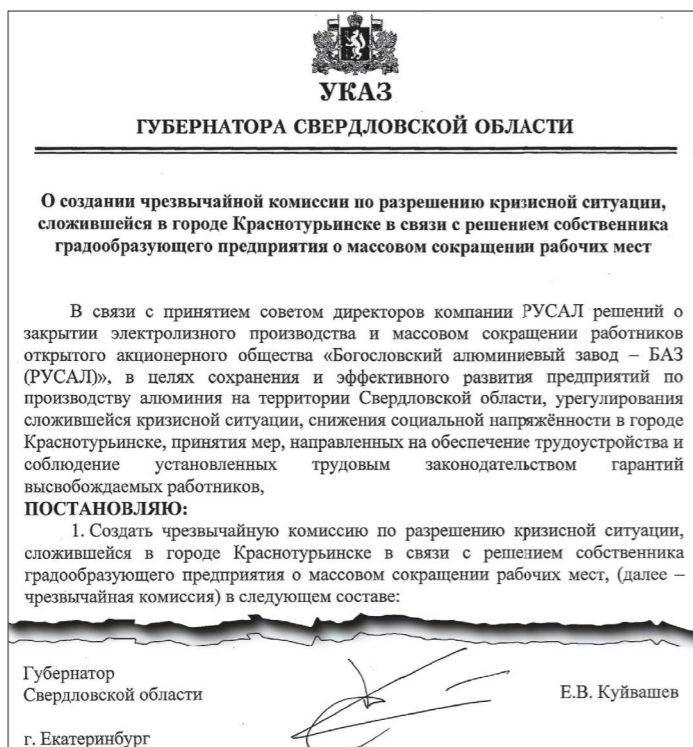 УКАЗ
ГУБЕРНАТОРА СВЕРДЛОВСКОЙ ОБЛАСТИ
О создании чрезвычайной комиссии по разрешению кризисной ситуации,
сложившейся в городе Краснотурьинске в связи с решением собственника
градообразующего предприятия о массовом сокращении рабочих мест
В связи с принятием советом директоров компании РУСАЛ решений о
закрытии электролизного производства и массовом сокращении работников
открытого акционерного общества «Богословский алюминиевый завод – БАЗ
(РУСАЛ)», в целях сохранения и эффективного развития предприятий по
производству алюминия на территории Свердловской области, урегулирования
сложившейся кризисной ситуации, снижения социальной напряжённости в городе
Краснотурьинске, принятия мер, направленных на обеспечение трудоустройства и
соблюдение установленных трудовым законодательством гарантий
высвобождаемых работников,
ПОСТАНОВЛЯЮ:
1. Создать чрезвычайную комиссию по разрешению кризисной ситуации,
сложившейся в городе Краснотурьинске в связи с решением собственника
градообразующего предприятия о массовом сокращении рабочих мест, (далее –
чрезвычайная комиссия) в следующем составе:
Губернатор
Свердловской области Е.В. Куйвашев
г. Екатеринбург